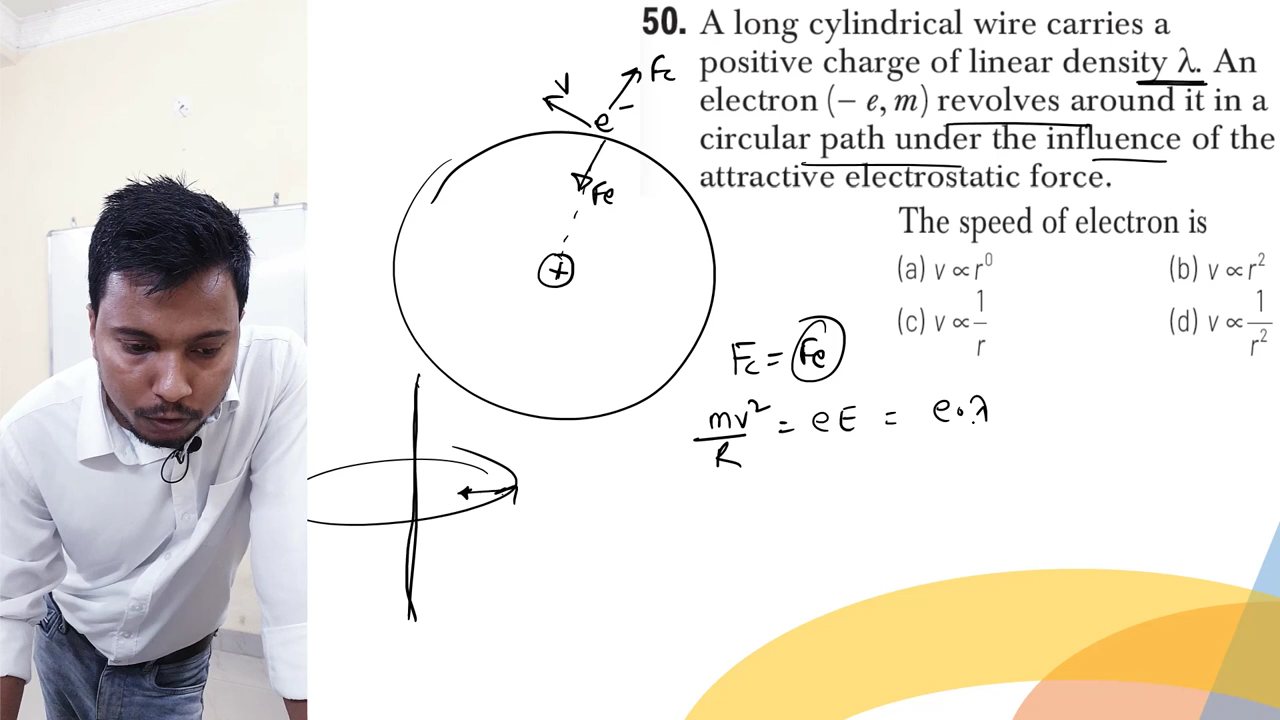 50. A long cylindrical wire carries a
positive charge of linear density λ. An
electron (− e, m) revolves around it in a
circular path under the influence of the
attractive electrostatic force.
The speed of electron is
(a) v ∝ r⁰ (b) v ∝ r²
(c) v ∝ 1/r (d) v ∝ 1/r²
v e⁻ Fc
Fe
+
Fc = Fe
mv²/R = eE = e.λ